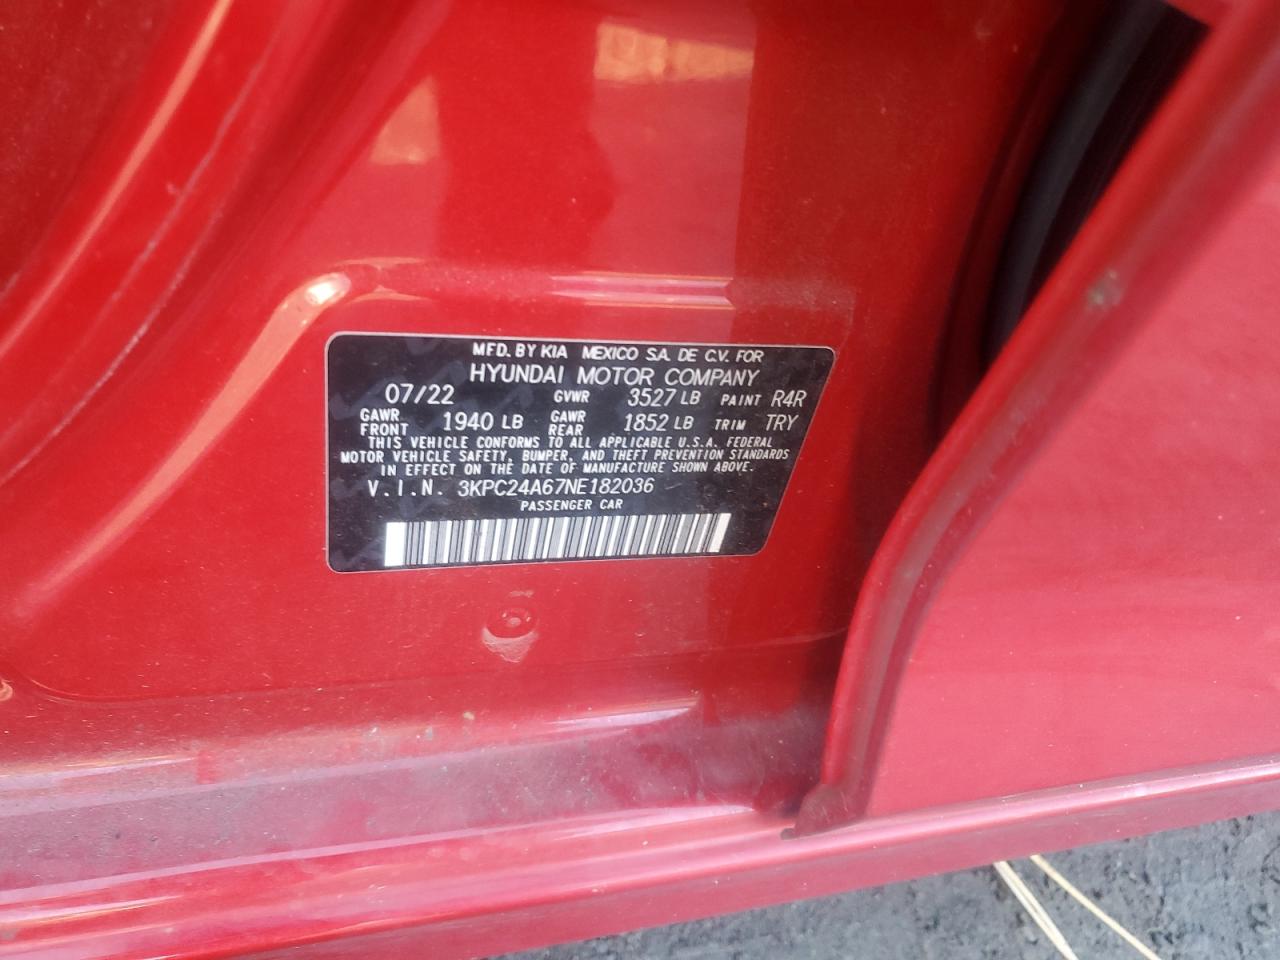 MFD. BY KIA MEXICO S.A. DE C.V. FOR
HYUNDAI MOTOR COMPANY
07/22 GVWR 3527 LB PAINT R4R
GAWR FRONT 1940 LB GAWR REAR 1852 LB TRIM TRY
THIS VEHICLE CONFORMS TO ALL APPLICABLE U.S.A. FEDERAL
MOTOR VEHICLE SAFETY, BUMPER, AND THEFT PREVENTION STANDARDS
IN EFFECT ON THE DATE OF MANUFACTURE SHOWN ABOVE.
V.I.N. 3KPC24A67NE182036
PASSENGER CAR